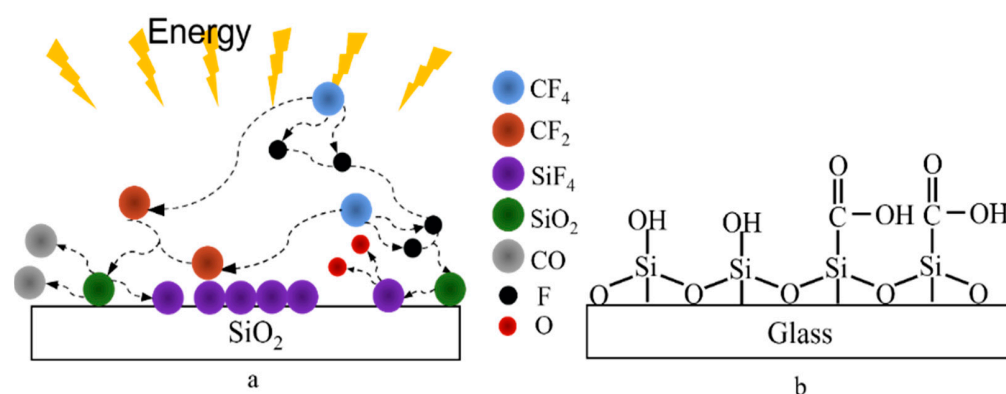 Energy
CF4
CF2
SiF4
SiO2
CO
F
O
SiO2
a
O O
OH OH C OH C OH
Si Si Si Si
O O O O O
Glass
b